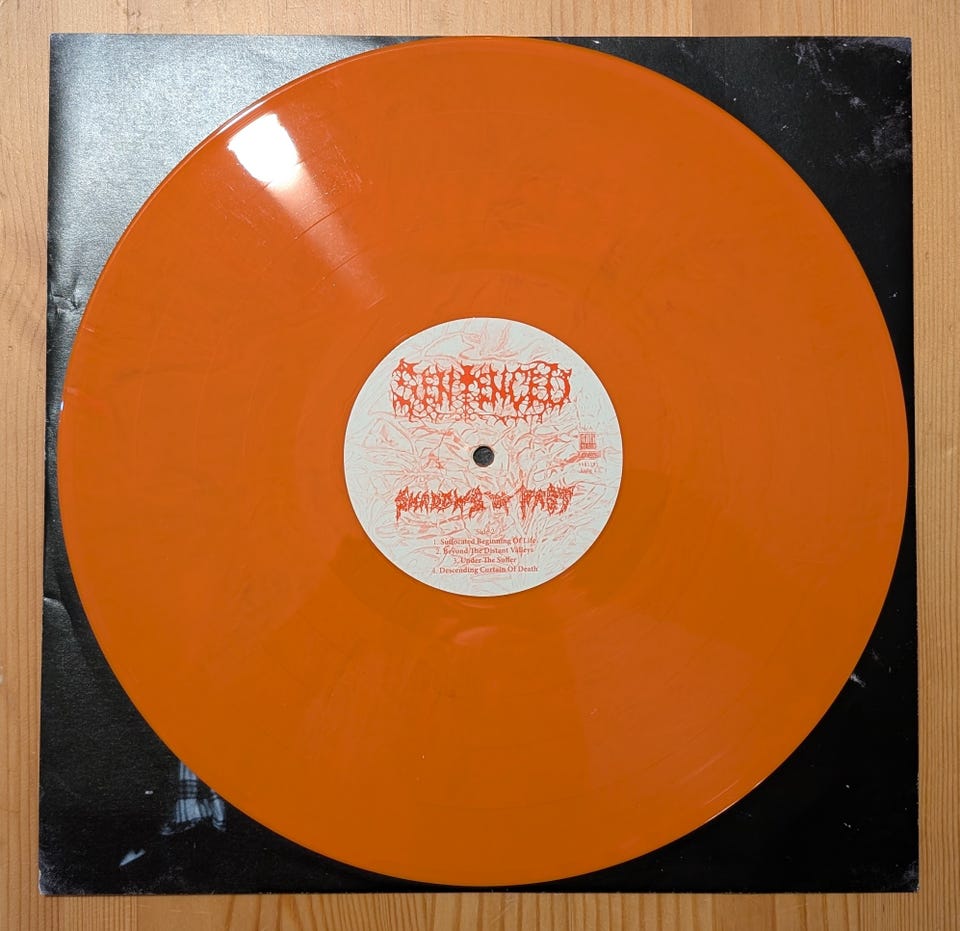 SENTENCED
SHADOWS OF PAST
Side 2
1. Suffocated Beginning Of Life
2. Beyond The Distant Valleys
3. Under The Suffer
4. Descending Curtain Of Death